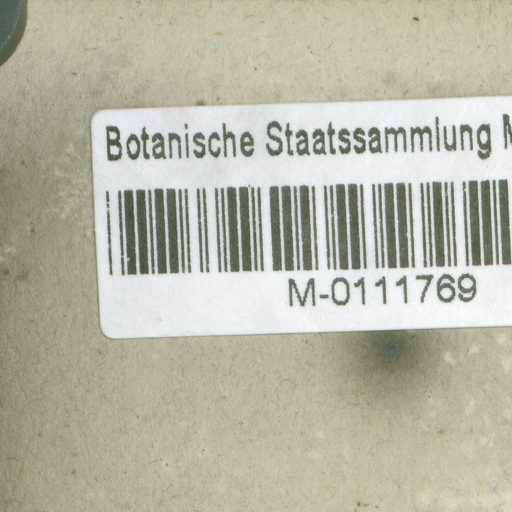 Botanische Staatssammlung
M-0111769